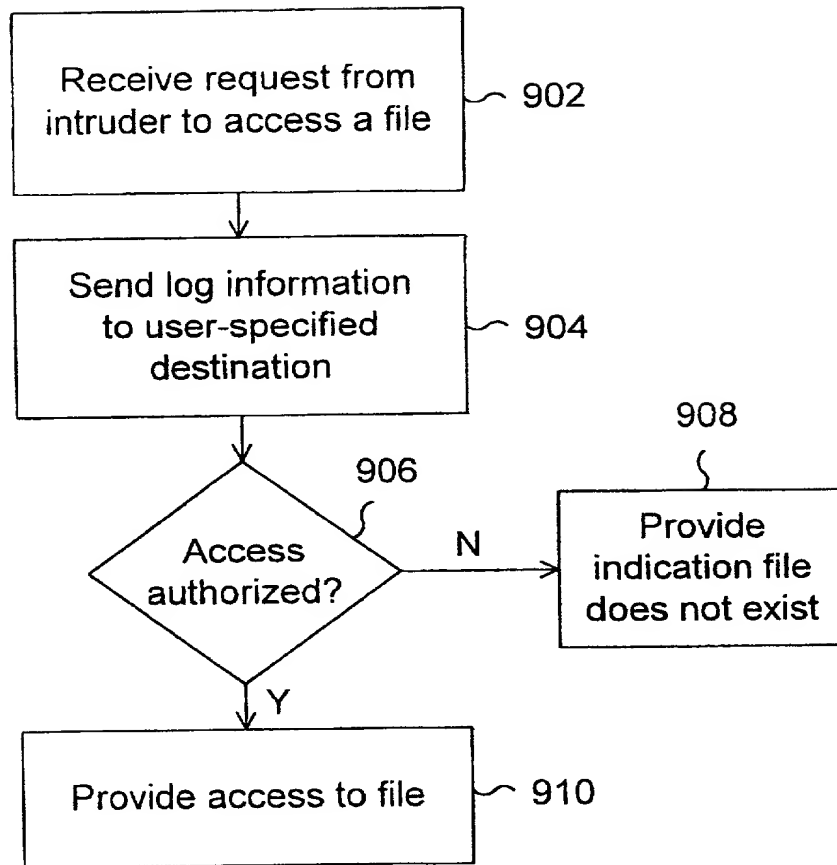 Receive request from
intruder to access a file
902
Send log information
to user-specified
destination
904
906
Access
authorized?
N
908
Provide
indication file
does not exist
Y
Provide access to file
910